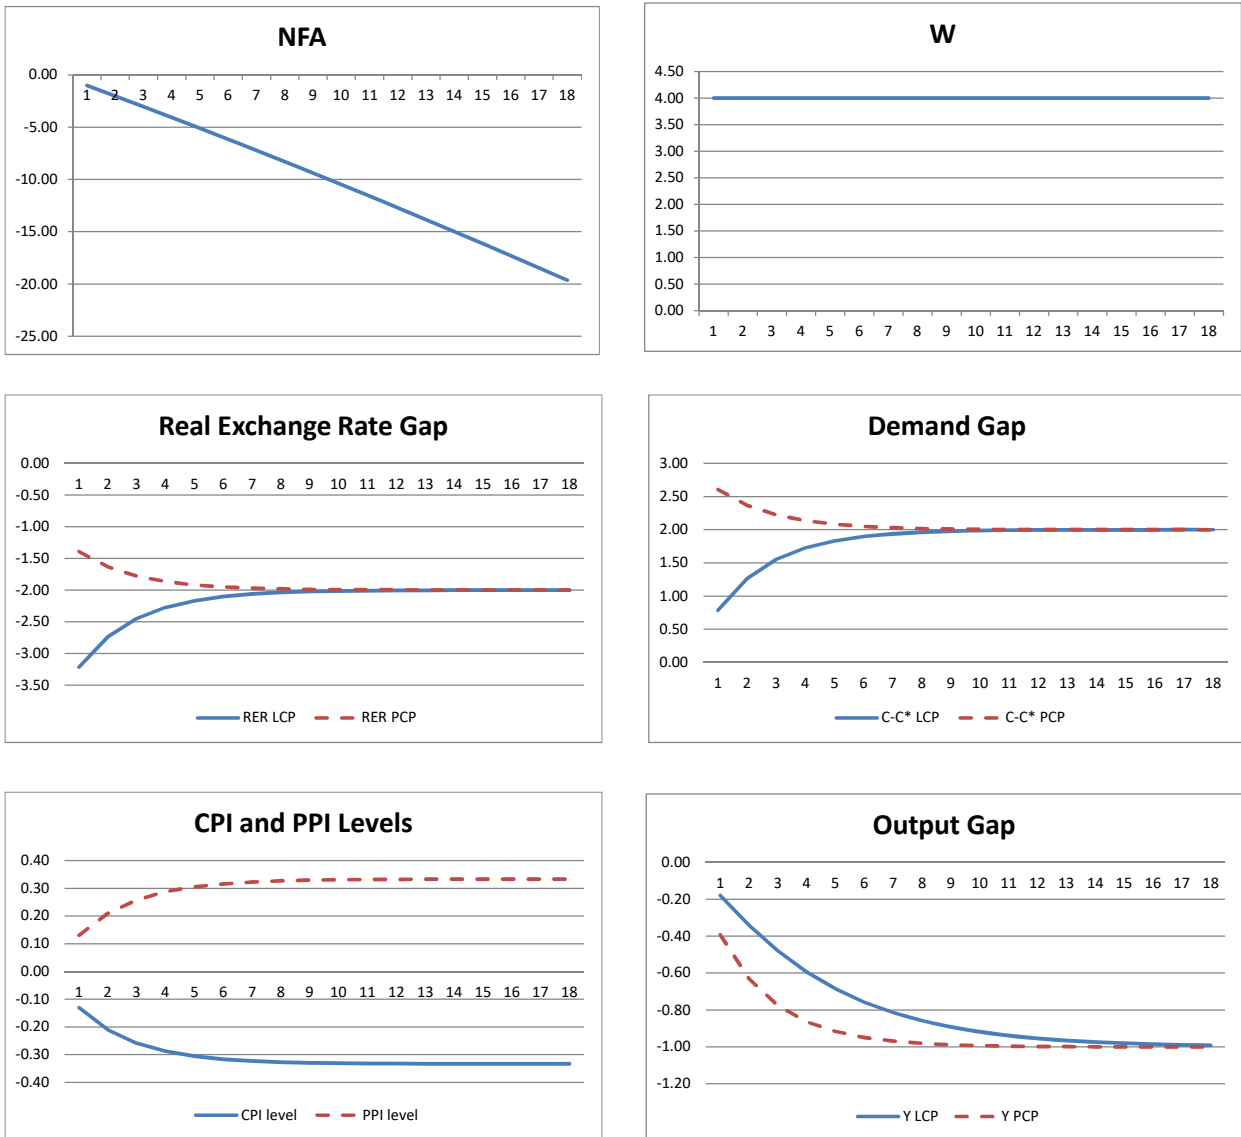 NFA
0.00
1 2 3 4 5 6 7 8 9 10 11 12 13 14 15 16 17 18
-5.00
-10.00
-15.00
-20.00
-25.00
W
4.50
4.00
3.50
3.00
2.50
2.00
1.50
1.00
0.50
0.00
1 2 3 4 5 6 7 8 9 10 11 12 13 14 15 16 17 18
Real Exchange Rate Gap
0.00
1 2 3 4 5 6 7 8 9 10 11 12 13 14 15 16 17 18
-0.50
-1.00
-1.50
-2.00
-2.50
-3.00
-3.50
RER LCP RER PCP
Demand Gap
3.00
2.50
2.00
1.50
1.00
0.50
0.00
1 2 3 4 5 6 7 8 9 10 11 12 13 14 15 16 17 18
C-C* LCP C-C* PCP
CPI and PPI Levels
0.40
0.30
0.20
0.10
0.00
1 2 3 4 5 6 7 8 9 10 11 12 13 14 15 16 17 18
-0.10
-0.20
-0.30
-0.40
CPI level PPI level
Output Gap
0.00
1 2 3 4 5 6 7 8 9 10 11 12 13 14 15 16 17 18
-0.20
-0.40
-0.60
-0.80
-1.00
-1.20
Y LCP Y PCP